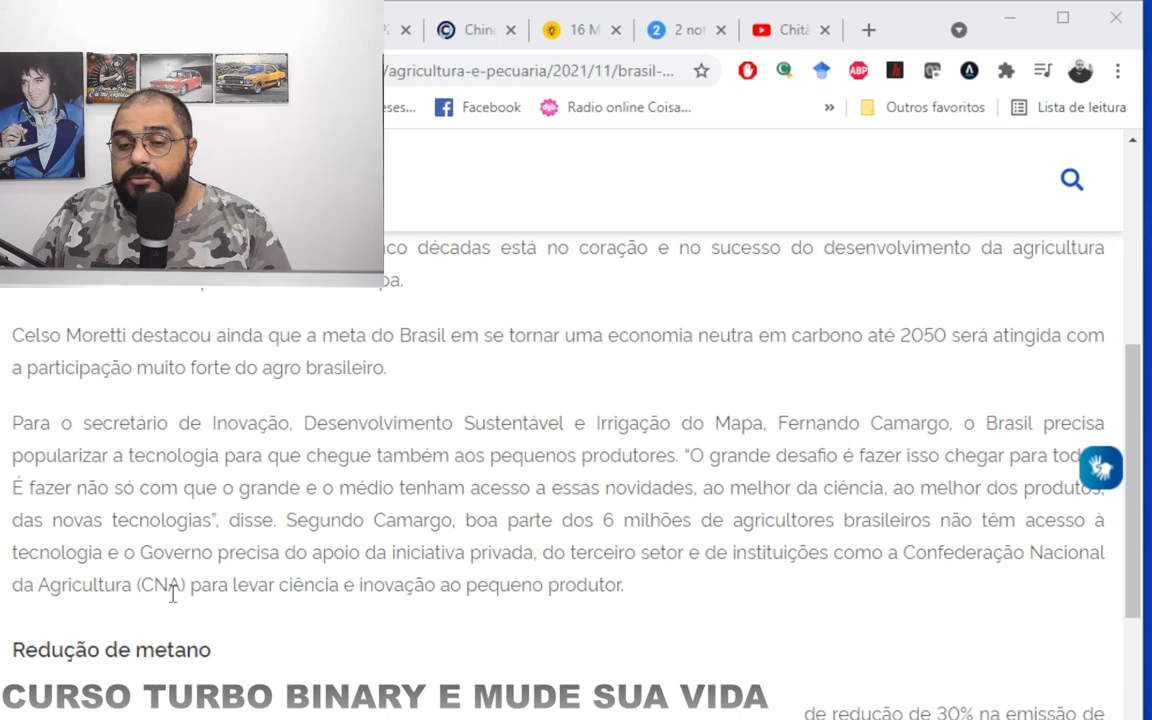 Chin
16 M
2 not
Chitã
/agricultura-e-pecuaria/2021/11/brasil-...
ABP
eses...
Facebook
Radio online Coisa...
»
Outros favoritos
Lista de leitura
nco décadas está no coração e no sucesso do desenvolvimento da agricultura
pa.
Celso Moretti destacou ainda que a meta do Brasil em se tornar uma economia neutra em carbono até 2050 será atingida com
a participação muito forte do agro brasileiro.
Para o secretário de Inovação, Desenvolvimento Sustentável e Irrigação do Mapa, Fernando Camargo, o Brasil precisa
popularizar a tecnologia para que chegue também aos pequenos produtores. “O grande desafio é fazer isso chegar para tod
É fazer não só com que o grande e o médio tenham acesso a essas novidades, ao melhor da ciência, ao melhor dos produtos,
das novas tecnologias”, disse. Segundo Camargo, boa parte dos 6 milhões de agricultores brasileiros não têm acesso à
tecnologia e o Governo precisa do apoio da iniciativa privada, do terceiro setor e de instituições como a Confederação Nacional
da Agricultura (CNA) para levar ciência e inovação ao pequeno produtor.
Redução de metano
CURSO TURBO BINARY E MUDE SUA VIDA
de redução de 30% na emissão de